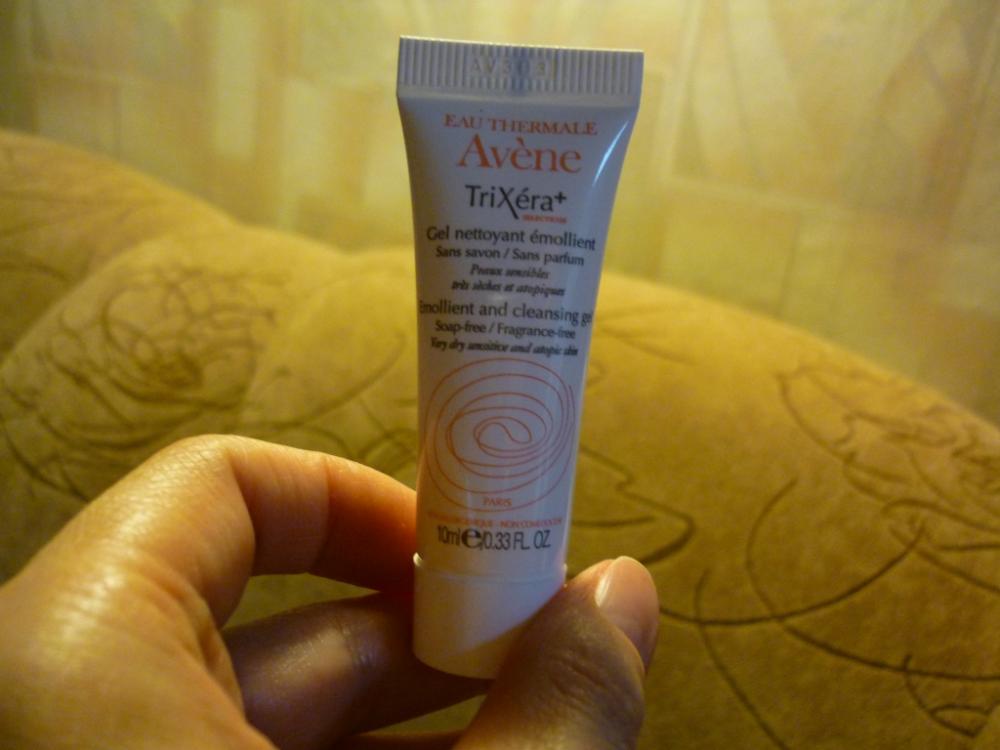 EAU THERMALE
Avène
TriXéra+
SELECTIOSE
Gel nettoyant émollient
Sans savon / Sans parfum
Peaux sensibles
très sèches et atopiques
Emollient and cleansing gel
Soap-free / Fragrance-free
Very dry sensitive and atopic skin
PARIS
NON COMEDOGENE
10ml e/0.33 FL. OZ.